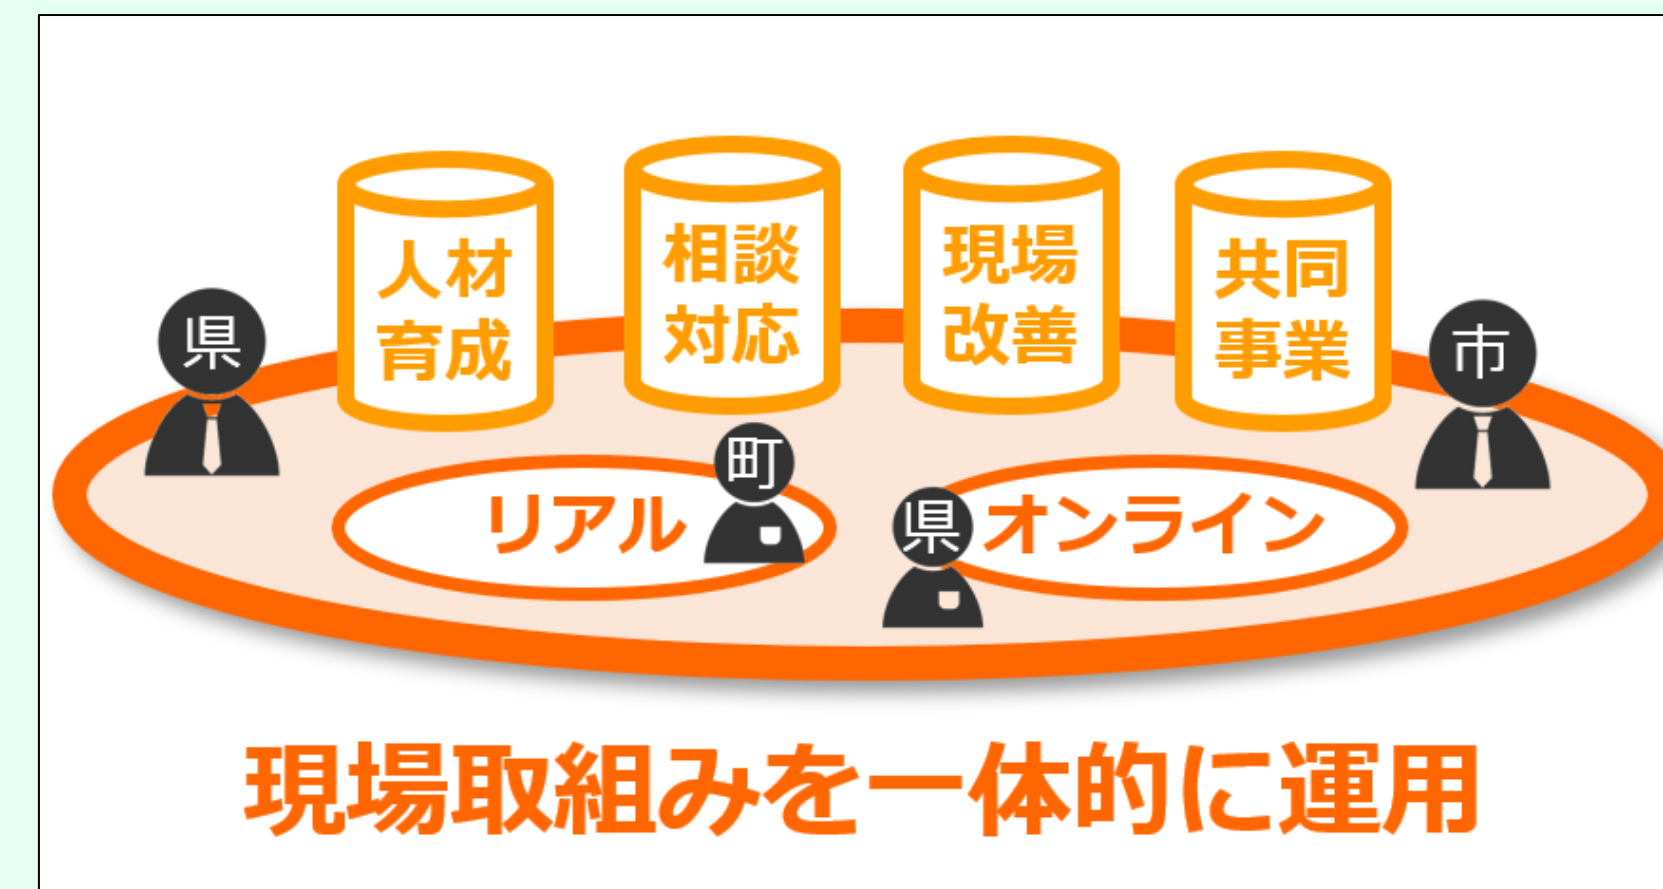 人材
育成
相談
対応
現場
改善
共同
事業
県
市
町
リアル
県
オンライン
現場取組みを一体的に運用